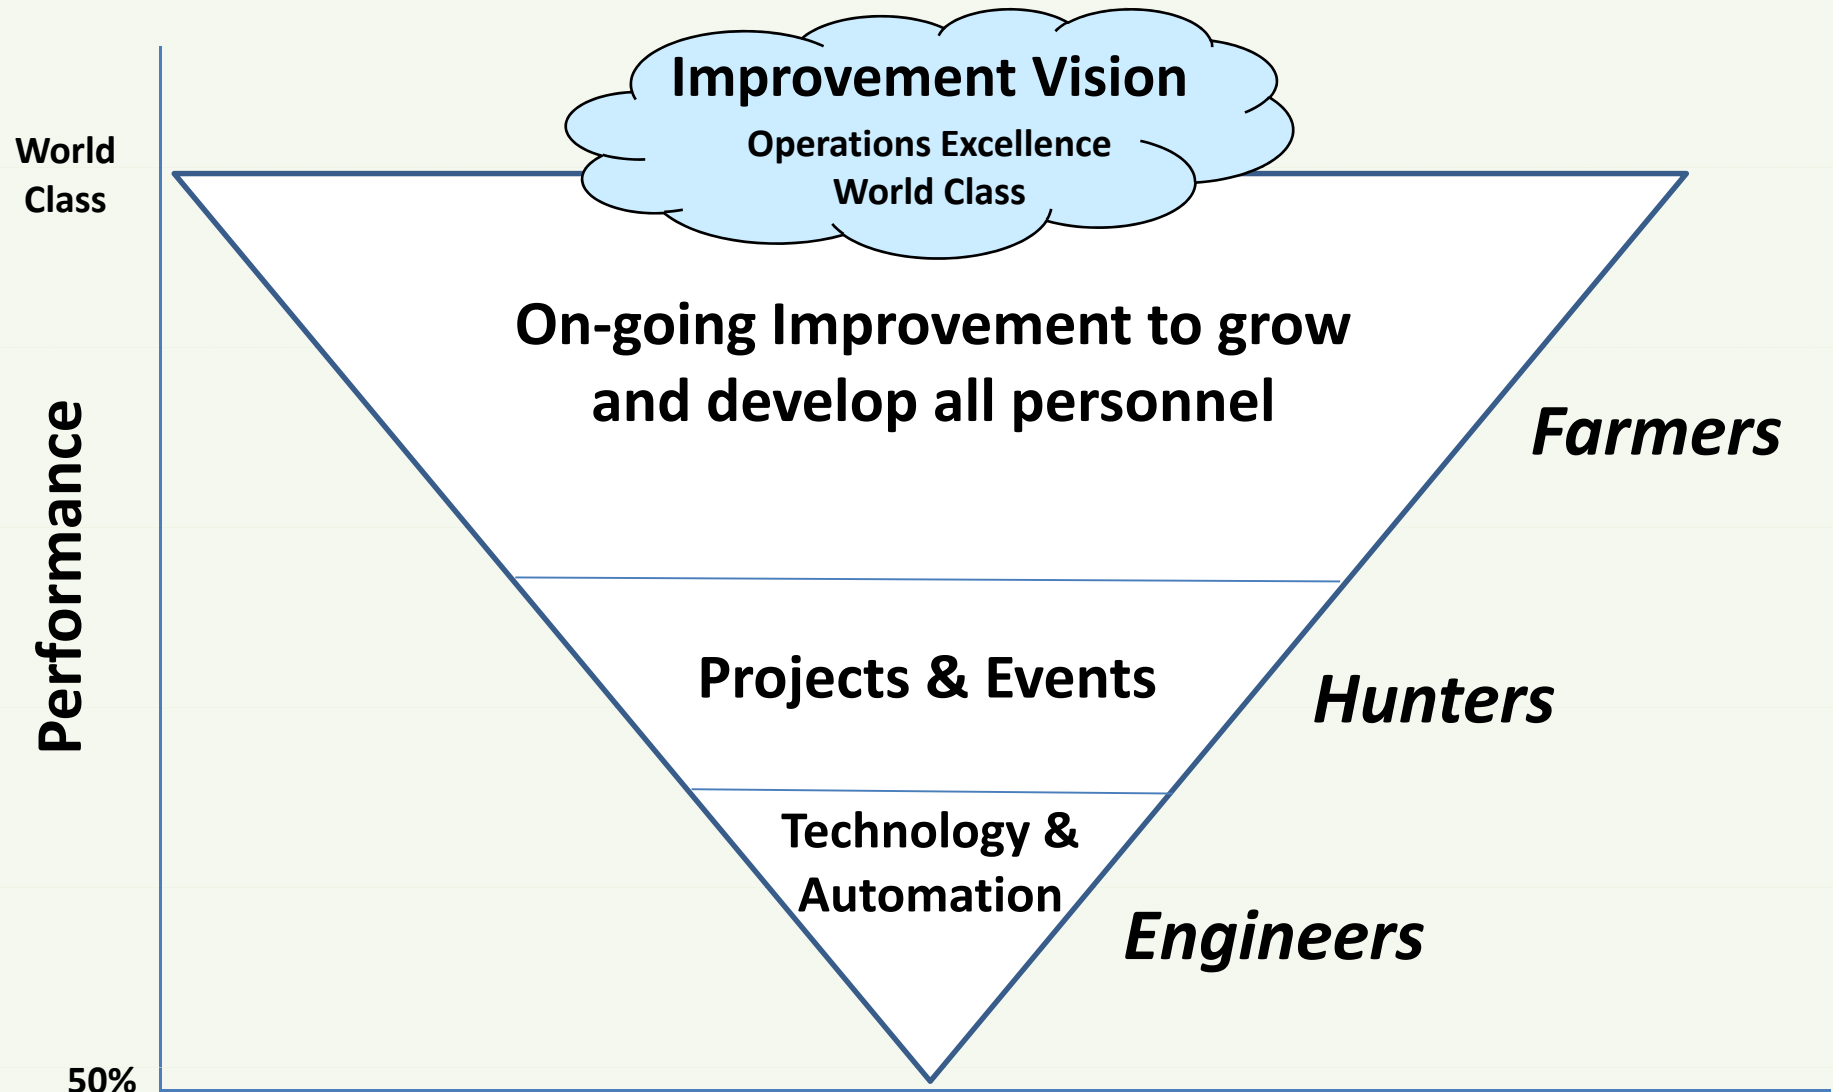 Improvement Vision
Operations Excellence
World Class
World
Class
On-going Improvement to grow
and develop all personnel
Farmers
Performance
Projects & Events
Hunters
Technology &
Automation
Engineers
50%